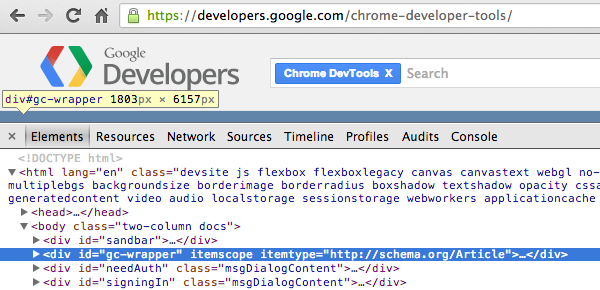 https://developers.google.com/chrome-developer-tools/
Google
Developers
Chrome DevTools X
Search
div#gc-wrapper 1803px × 6157px
× Elements Resources Network Sources Timeline Profiles Audits Console
<!DOCTYPE html>
▼<html lang="en" class="devsite js flexbox flexboxlegacy canvas canvastext webgl no-
multiplebgs backgroundsize borderimage borderradius boxshadow textshadow opacity cssa
generatedcontent video audio localstorage sessionstorage webworkers applicationcache
▶<head>…</head>
▼<body class="two-column docs">
▶<div id="sandbar">…</div>
▶<div id="gc-wrapper" itemscope itemtype="http://schema.org/Article">…</div>
▶<div id="needAuth" class="msgDialogContent">…</div>
▶<div id="signingIn" class="msgDialogContent">…</div>